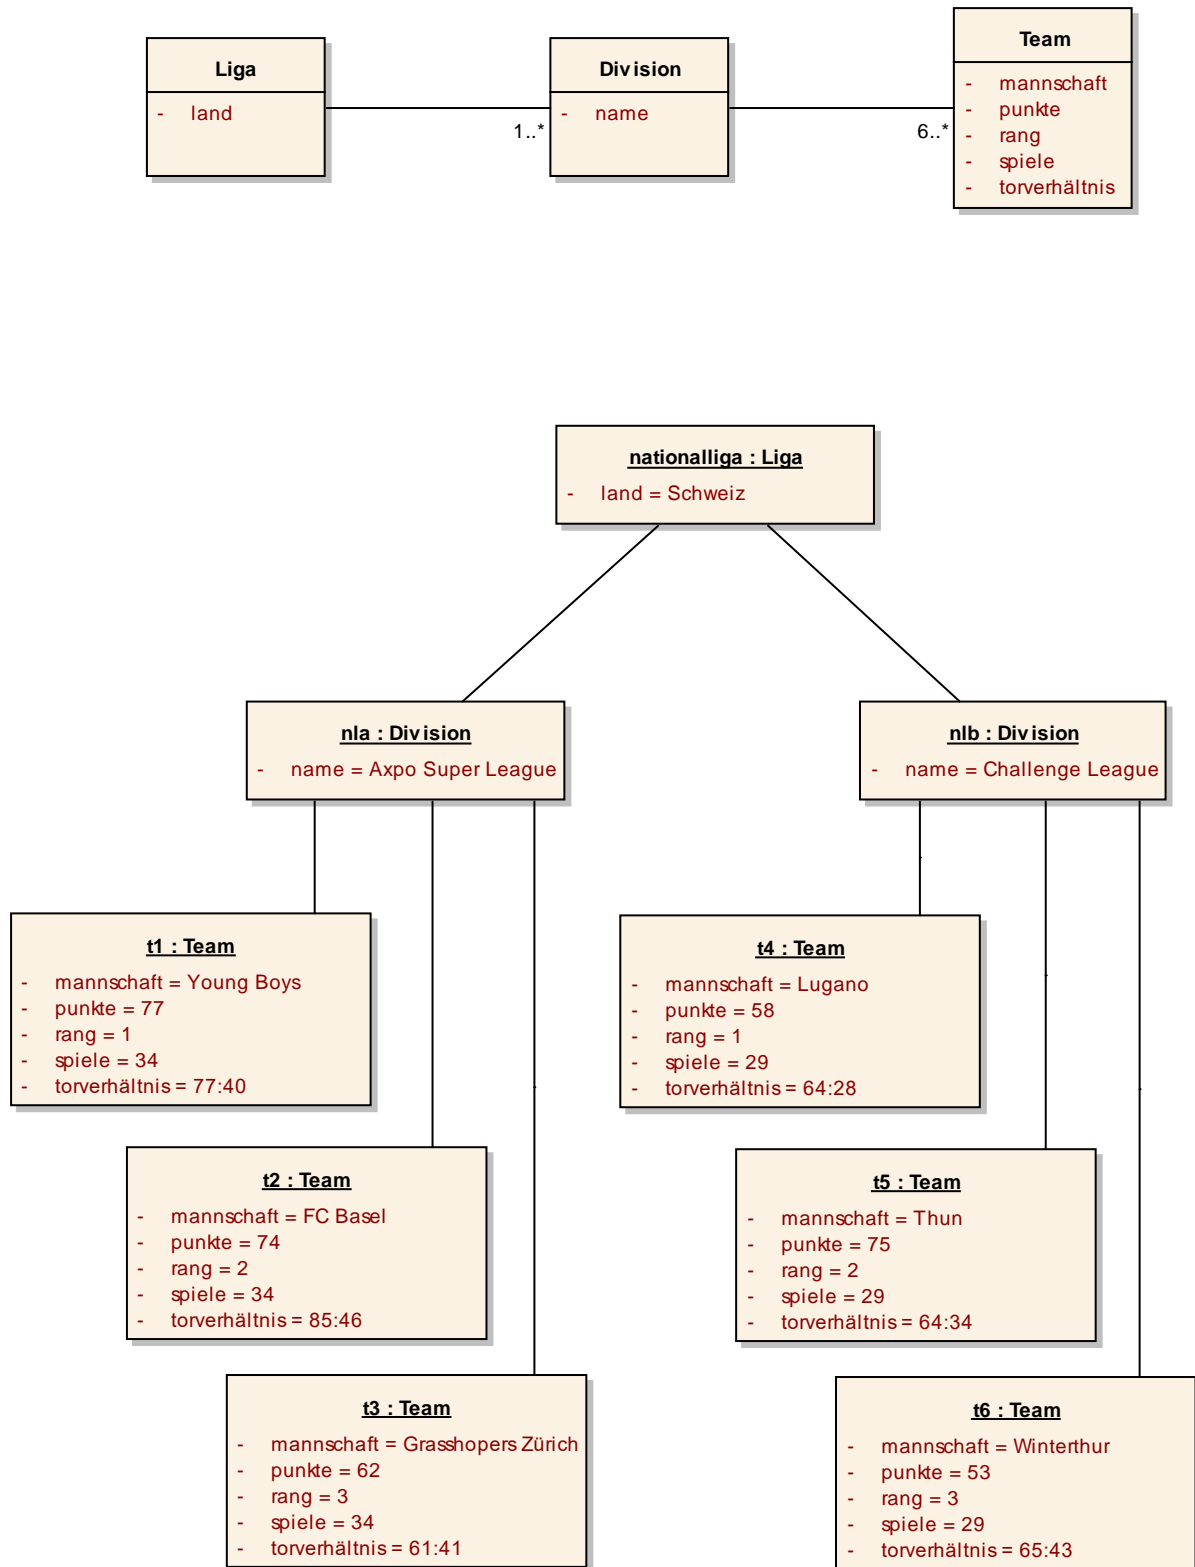 Liga
- land
1..*
Division
- name
6..*
Team
- mannschaft
- punkte
- rang
- spiele
- torverhältnis
nationalliga : Liga
- land = Schweiz
nla : Division
- name = Axpo Super League
nlb : Division
- name = Challenge League
t1 : Team
- mannschaft = Young Boys
- punkte = 77
- rang = 1
- spiele = 34
- torverhältnis = 77:40
t4 : Team
- mannschaft = Lugano
- punkte = 58
- rang = 1
- spiele = 29
- torverhältnis = 64:28
t2 : Team
- mannschaft = FC Basel
- punkte = 74
- rang = 2
- spiele = 34
- torverhältnis = 85:46
t5 : Team
- mannschaft = Thun
- punkte = 75
- rang = 2
- spiele = 29
- torverhältnis = 64:34
t3 : Team
- mannschaft = Grasshopers Zürich
- punkte = 62
- rang = 3
- spiele = 34
- torverhältnis = 61:41
t6 : Team
- mannschaft = Winterthur
- punkte = 53
- rang = 3
- spiele = 29
- torverhältnis = 65:43